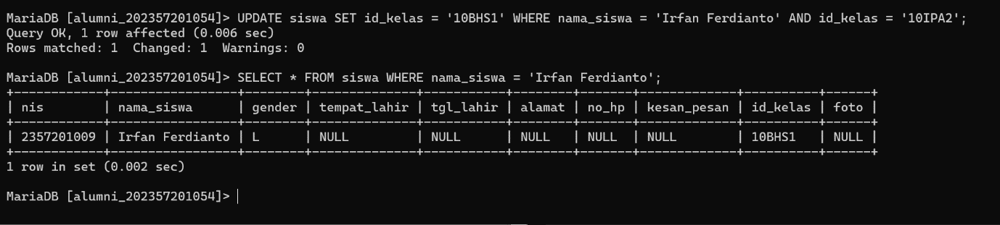 MariaDB [alumni_202357201054]> UPDATE siswa SET id_kelas = '10BHS1' WHERE nama_siswa = 'Irfan Ferdianto' AND id_kelas = '10IPA2';
Query OK, 1 row affected (0.006 sec)
Rows matched: 1  Changed: 1  Warnings: 0

MariaDB [alumni_202357201054]> SELECT * FROM siswa WHERE nama_siswa = 'Irfan Ferdianto';
+------------+-----------------+--------+--------------+-----------+--------+-------+-------------+----------+------+
| nis        | nama_siswa      | gender | tempat_lahir | tgl_lahir | alamat | no_hp | kesan_pesan | id_kelas | foto |
+------------+-----------------+--------+--------------+-----------+--------+-------+-------------+----------+------+
| 2357201009 | Irfan Ferdianto | L      | NULL         | NULL      | NULL   | NULL  | NULL        | 10BHS1   | NULL |
+------------+-----------------+--------+--------------+-----------+--------+-------+-------------+----------+------+
1 row in set (0.002 sec)

MariaDB [alumni_202357201054]>